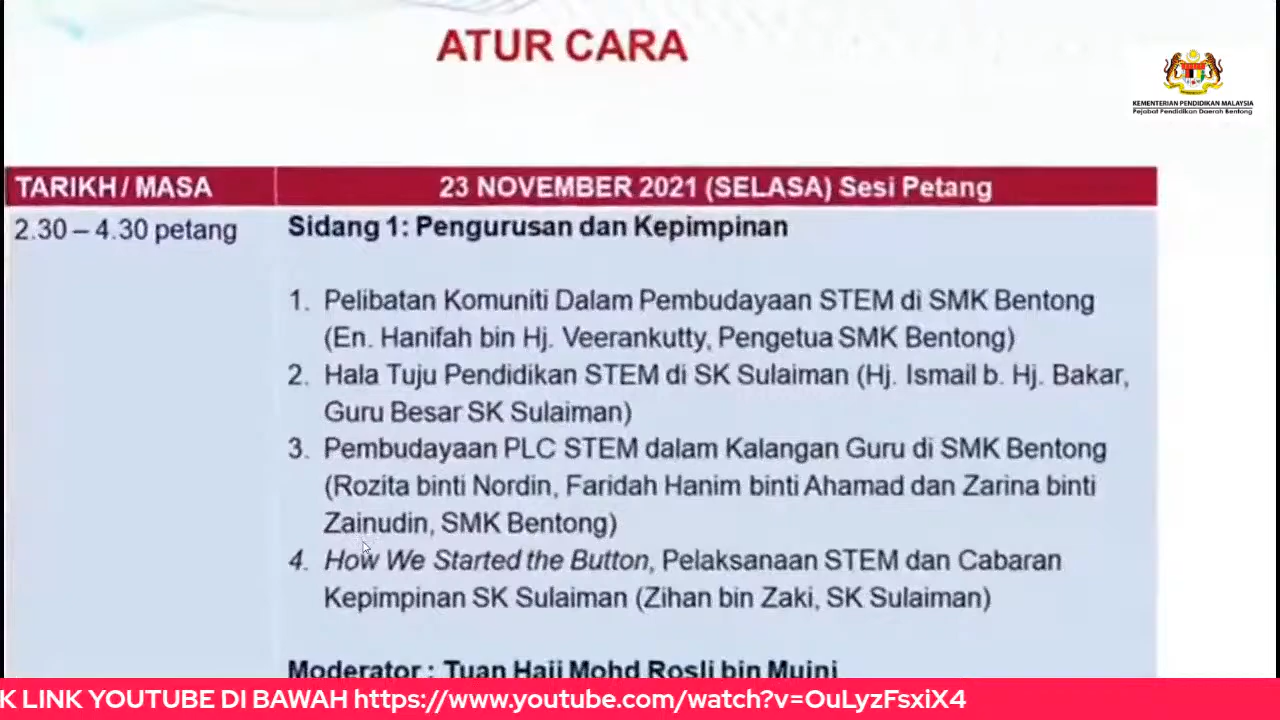 ATUR CARA
KEMENTERIAN PENDIDIKAN MALAYSIA
Pejabat Pendidikan Daerah Bentong
TARIKH / MASA
23 NOVEMBER 2021 (SELASA) Sesi Petang
2.30 – 4.30 petang
Sidang 1: Pengurusan dan Kepimpinan
1. Pelibatan Komuniti Dalam Pembudayaan STEM di SMK Bentong
(En. Hanifah bin Hj. Veerankutty, Pengetua SMK Bentong)
2. Hala Tuju Pendidikan STEM di SK Sulaiman (Hj. Ismail b. Hj. Bakar,
Guru Besar SK Sulaiman)
3. Pembudayaan PLC STEM dalam Kalangan Guru di SMK Bentong
(Rozita binti Nordin, Faridah Hanim binti Ahamad dan Zarina binti
Zainudin, SMK Bentong)
4. How We Started the Button, Pelaksanaan STEM dan Cabaran
Kepimpinan SK Sulaiman (Zihan bin Zaki, SK Sulaiman)
Moderator : Tuan Haji Mohd Rosli bin Muini
K LINK YOUTUBE DI BAWAH https://www.youtube.com/watch?v=OuLyzFsxiX4